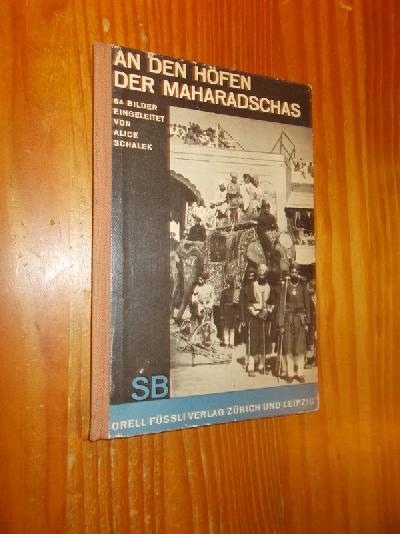 AN DEN HÖFEN
DER MAHARADSCHAS
64 BILDER
EINGELEITET
VON
ALICE
SCHALEK
SB
ORELL FÜSSLI VERLAG ZÜRICH UND LEIPZIG